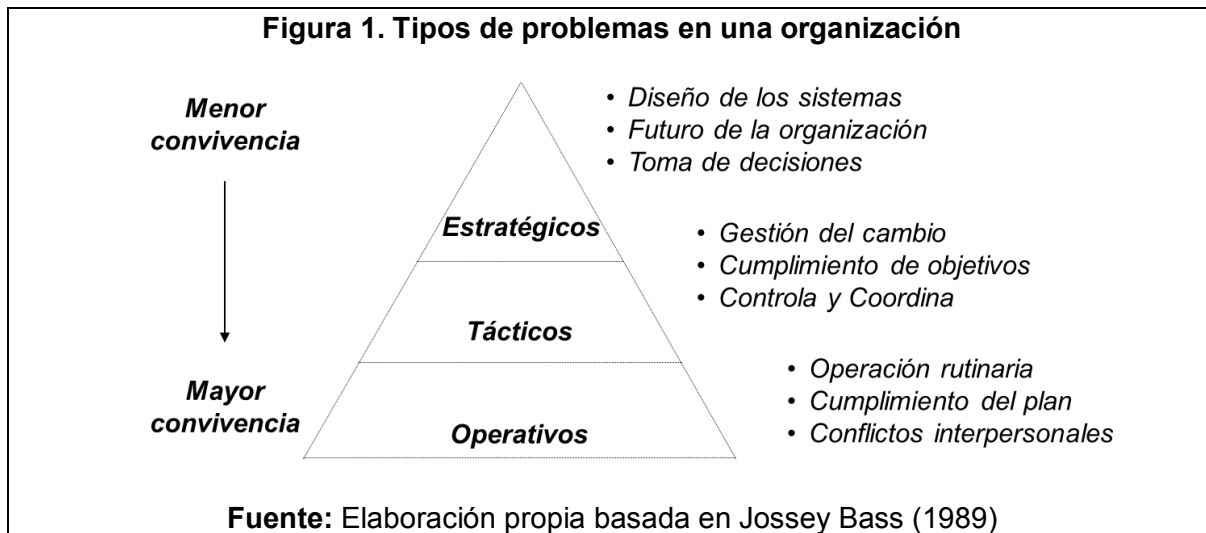 Figura 1. Tipos de problemas en una organización
Menor
convivencia
Mayor
convivencia
Estratégicos
Tácticos
Operativos
• Diseño de los sistemas
• Futuro de la organización
• Toma de decisiones
• Gestión del cambio
• Cumplimiento de objetivos
• Controla y Coordina
• Operación rutinaria
• Cumplimiento del plan
• Conflictos interpersonales
Fuente: Elaboración propia basada en Jossey Bass (1989)